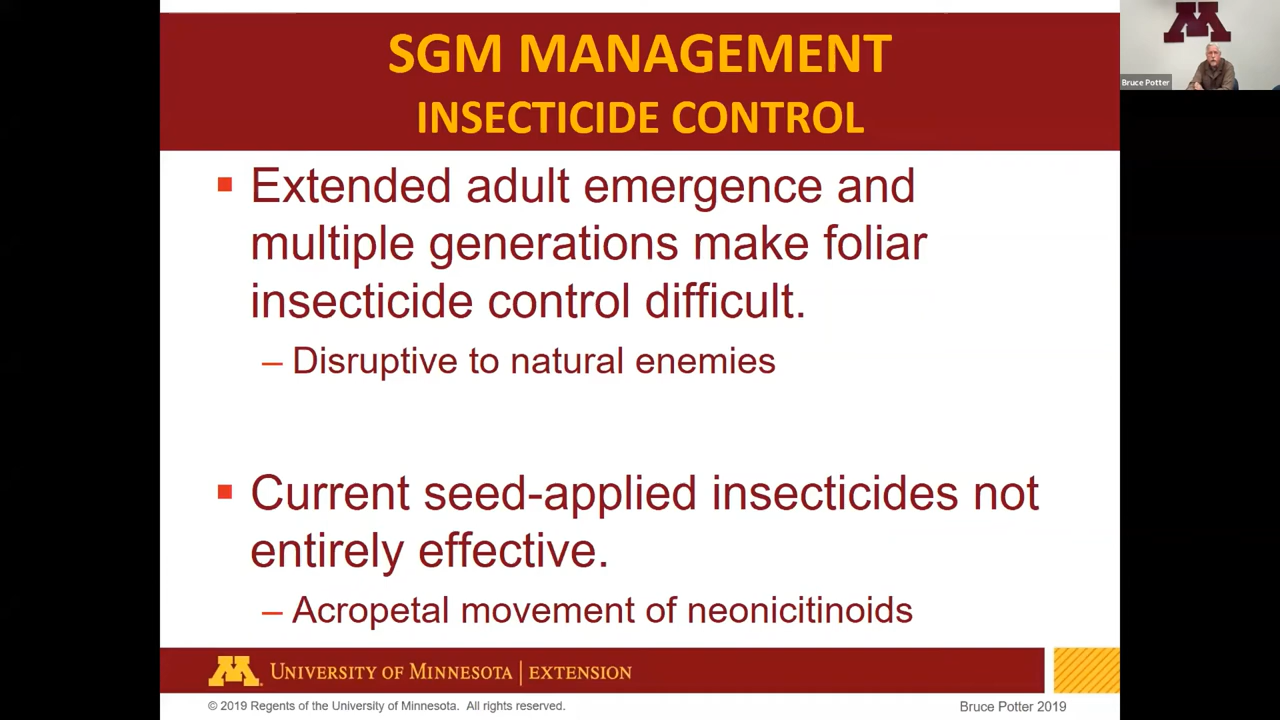 SGM MANAGEMENT
INSECTICIDE CONTROL
Bruce Potter
▪ Extended adult emergence and
multiple generations make foliar
insecticide control difficult.
– Disruptive to natural enemies
▪ Current seed-applied insecticides not
entirely effective.
– Acropetal movement of neonicitinoids
M UNIVERSITY OF MINNESOTA | EXTENSION
© 2019 Regents of the University of Minnesota. All rights reserved.
Bruce Potter 2019